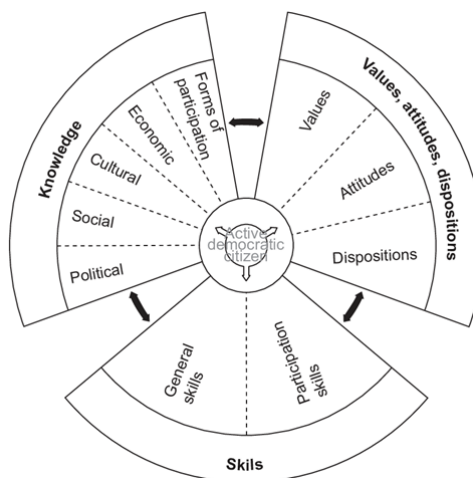 Knowledge
Forms of
participation
Economic
Cultural
Social
Political
Values, attitudes, dispositions
Values
Attitudes
Dispositions
Active
democratic
citizen
General
skills
Participation
skills
Skils